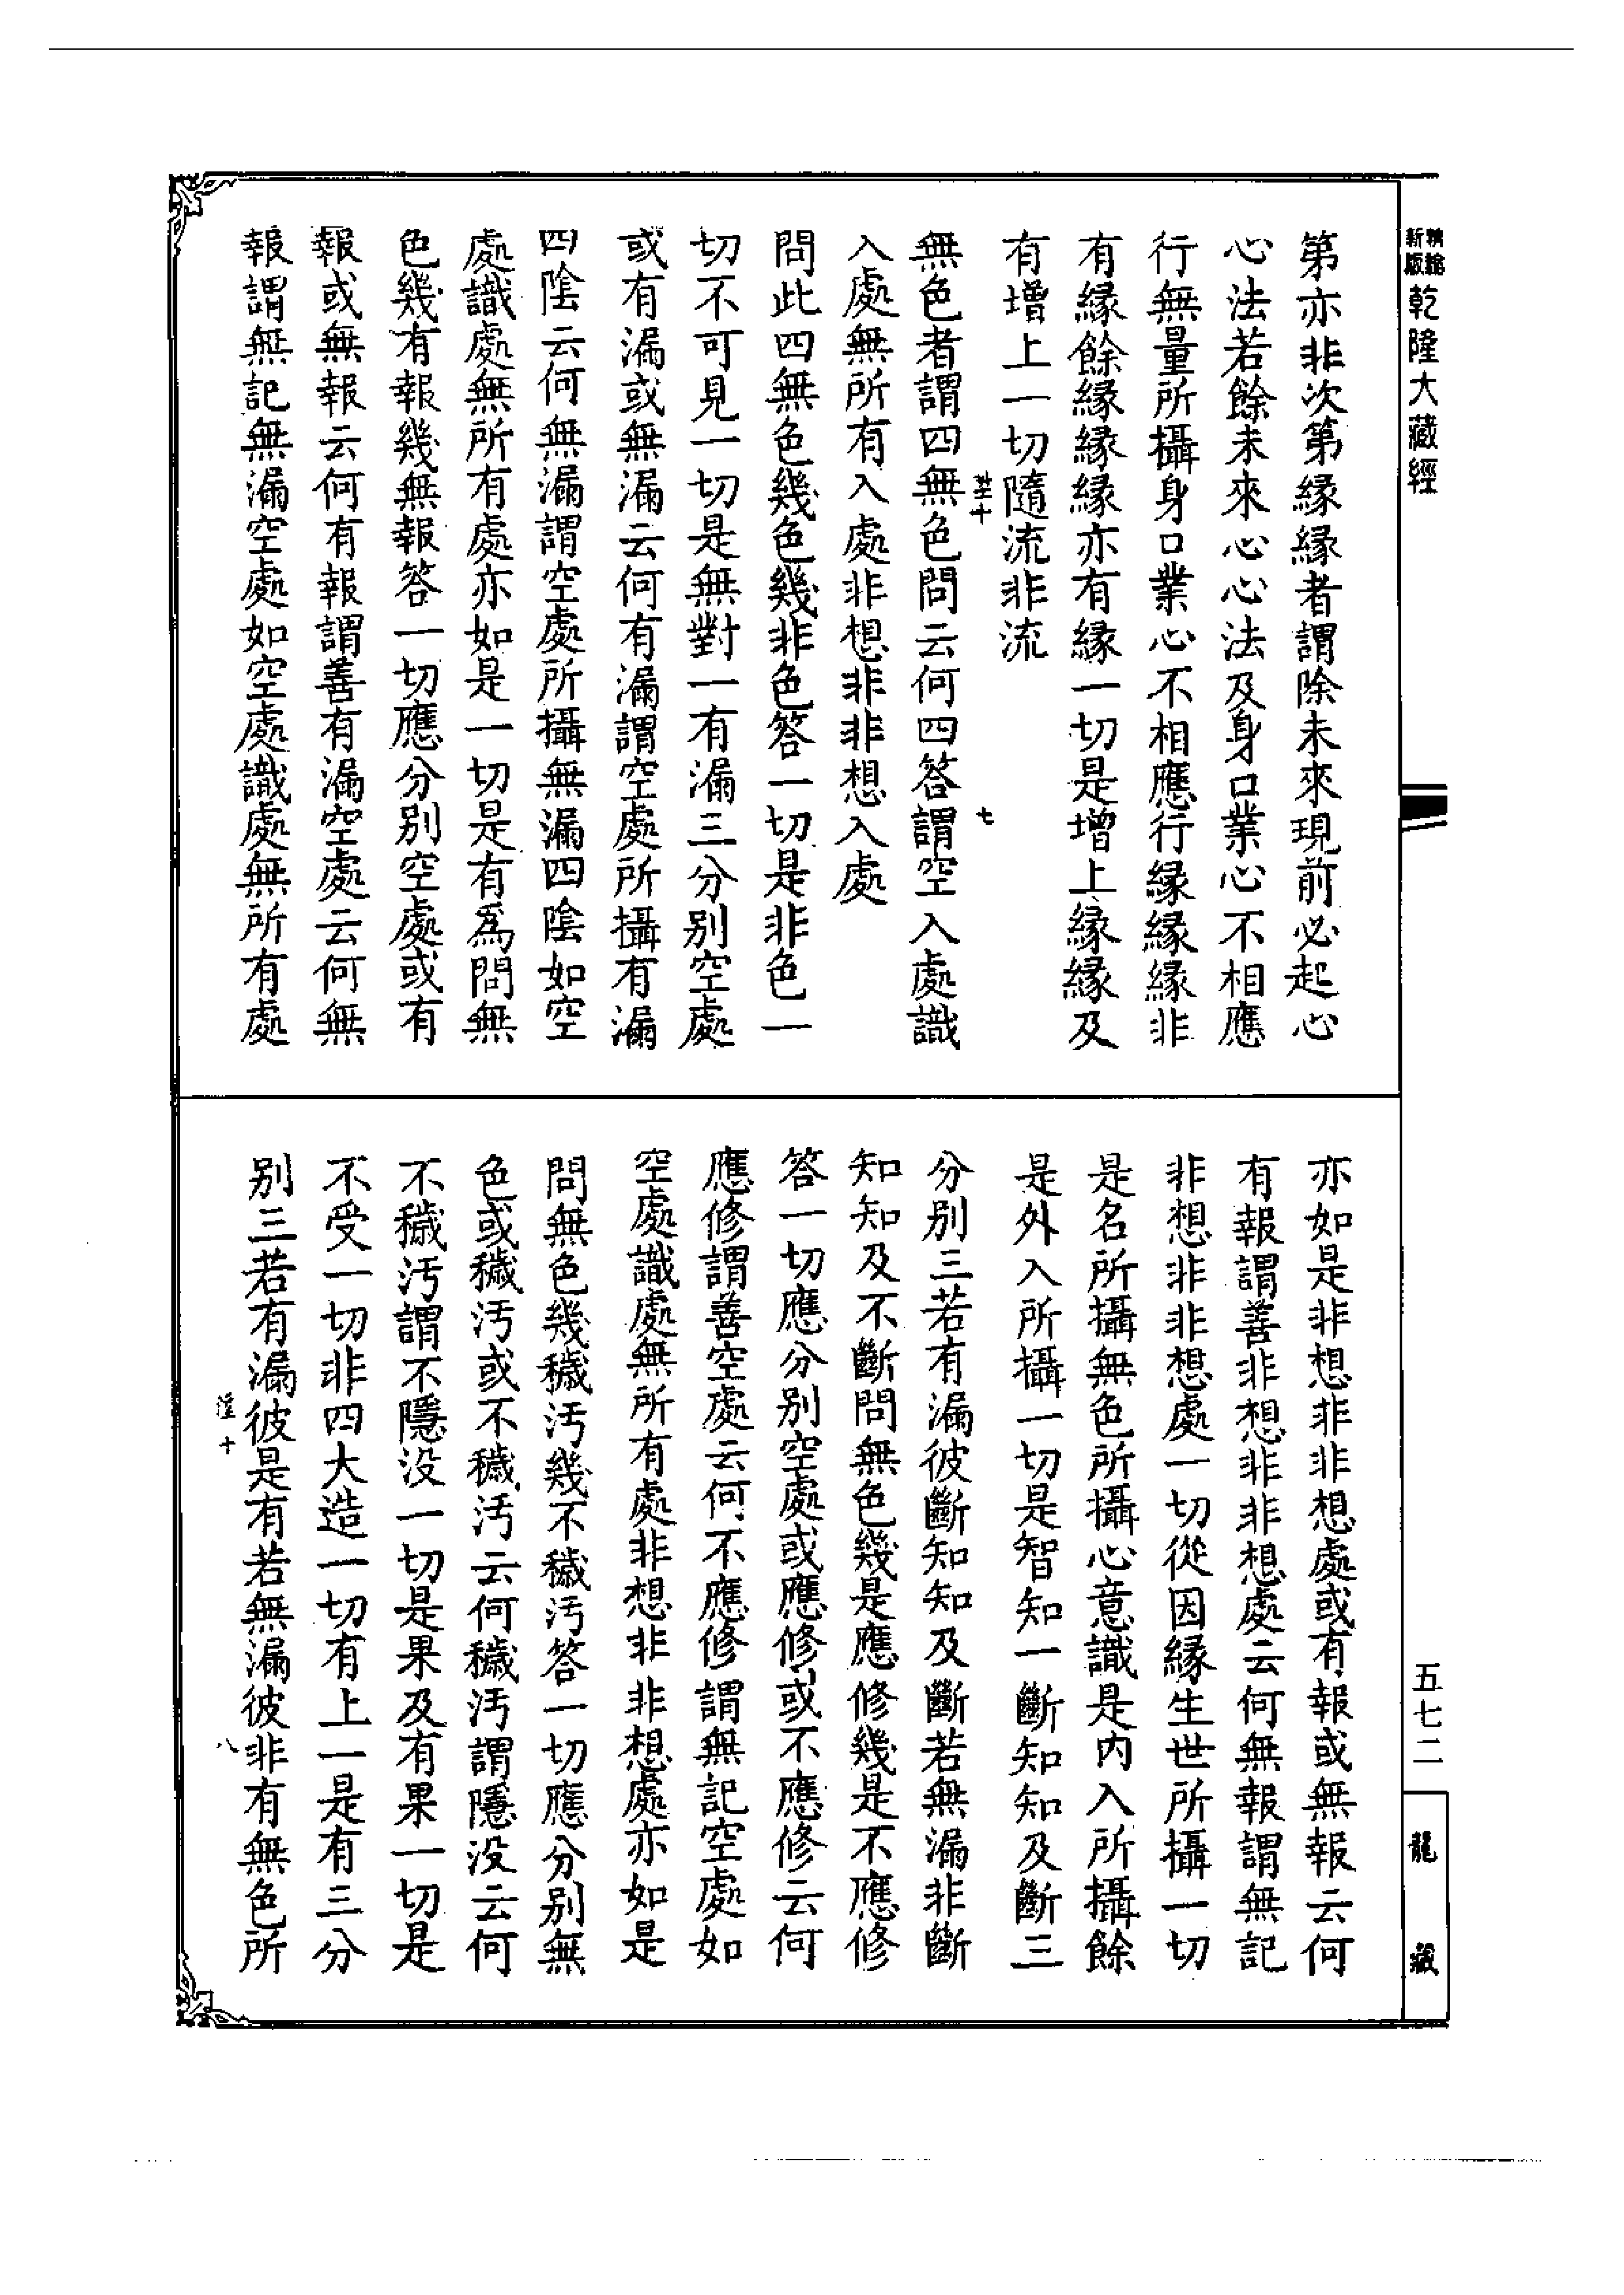 精縮
新版
乾隆大藏經
第亦非次第緣緣者謂除未來現前必起心
心法若餘未來心心法及身口業心不相應
行無量所攝身口業心不相應行緣緣緣非
有緣餘緣緣緣亦有緣一切是增上緣緣及
有增上一切隨流非流
十
七
無色者謂四無色問云何四答謂空入處識
入處無所有入處非想非非想入處
問此四無色幾色幾非色答一切是非色一
切不可見一切是無對一有漏三分別空處
或有漏或無漏云何有漏謂空處所攝有漏
四陰云何無漏謂空處所攝無漏四陰如空
處識處無所有處亦如是一切是有為問無
色幾有報幾無報答一切應分別空處或有
報或無報云何有報謂善有漏空處云何無
報謂無記無漏空處如空處識處無所有處
亦如是非想非非想處或有報或無報云何
有報謂善非想非非想處云何無報謂無記
非想非非想處一切從因緣生世所攝一切
是名所攝無色所攝心意識是內入所攝餘
是外入所攝一切是智知一斷知知及斷三
分別三若有漏彼斷知知及斷若無漏非斷
知知及不斷問無色幾是應修幾是不應修
答一切應分別空處或應修或不應修云何
應修謂善空處云何不應修謂無記空處如
空處識處無所有處非想非非想處亦如是
問無色幾穢汚幾不穢汚答一切應分別無
色或穢汚或不穢汚云何穢汚謂隱没云何
不穢汚謂不隱没一切是果及有果一切是
不受一切非四大造一切有上一是有三分
別三若有漏彼是有若無漏彼非有無色所
十
八
五七二
龍藏